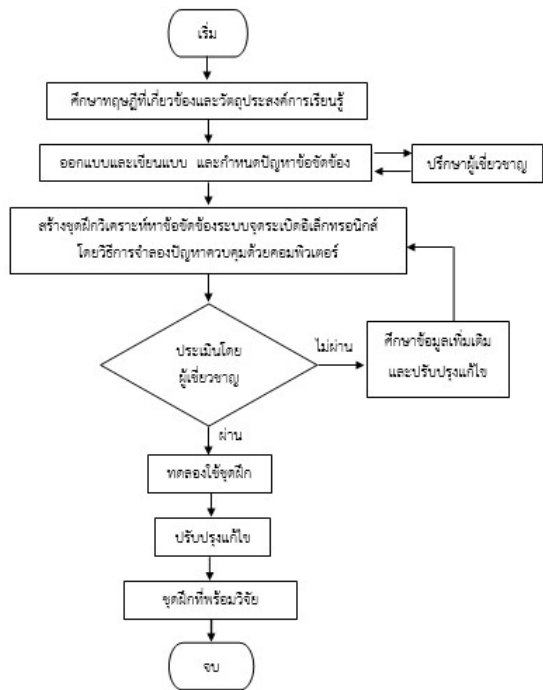 เริ่ม
ศึกษาทฤษฎีที่เกี่ยวข้องและวัตถุประสงค์การเรียนรู้
ออกแบบและเขียนแบบ และกำหนดปัญหาข้อขัดข้อง
ปรึกษาผู้เชี่ยวชาญ
สร้างชุดฝึกวิเคราะห์หาข้อขัดข้องระบบจุดระเบิดอิเล็กทรอนิกส์
โดยวิธีการจำลองปัญหาควบคุมด้วยคอมพิวเตอร์
ประเมินโดย
ผู้เชี่ยวชาญ
ไม่ผ่าน
ศึกษาข้อมูลเพิ่มเติม
และปรับปรุงแก้ไข
ผ่าน
ทดลองใช้ชุดฝึก
ปรับปรุงแก้ไข
ชุดฝึกที่พร้อมวิจัย
จบ